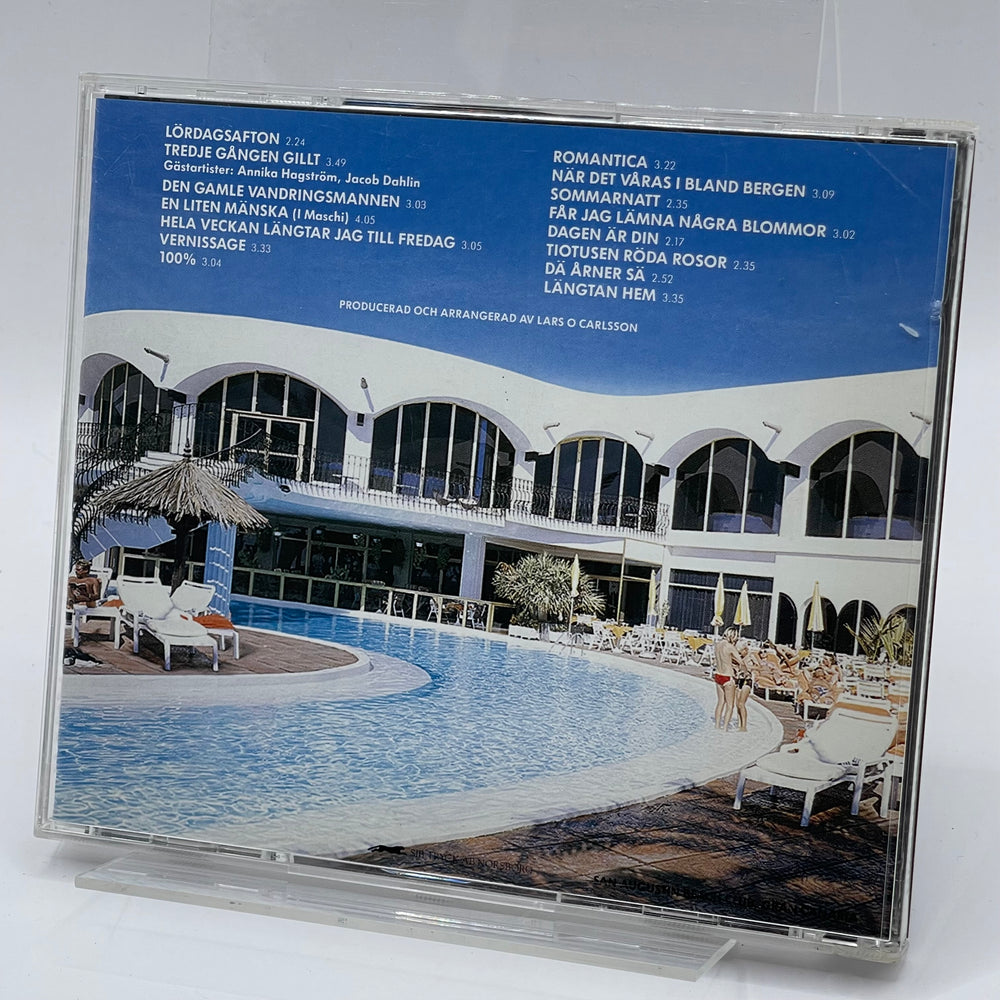 LÖRDAGSAFTON 2.24
TREDJE GÅNGEN GILLT 3.49
Gästartister: Annika Hagström, Jacob Dahlin
DEN GAMLE VANDRINGSMANNEN 3.03
EN LITEN MÄNSKA (I Maschi) 4.05
HELA VECKAN LÄNGTAR JAG TILL FREDAG 3.05
VERNISSAGE 3.33
100% 3.04
ROMANTICA 3.22
NÄR DET VÅRAS I BLAND BERGEN 3.09
SOMMARNATT 2.35
FÅR JAG LÄMNA NÅGRA BLOMMOR 3.02
DAGEN ÄR DIN 2.17
TIOTUSEN RÖDA ROSOR 2.35
DÄ ÅRNER SÄ 2.52
LÄNGTAN HEM 3.35
PRODUCERAD OCH ARRANGERAD AV LARS O CARLSSON
TRYCK AB NORSBORG
SAN